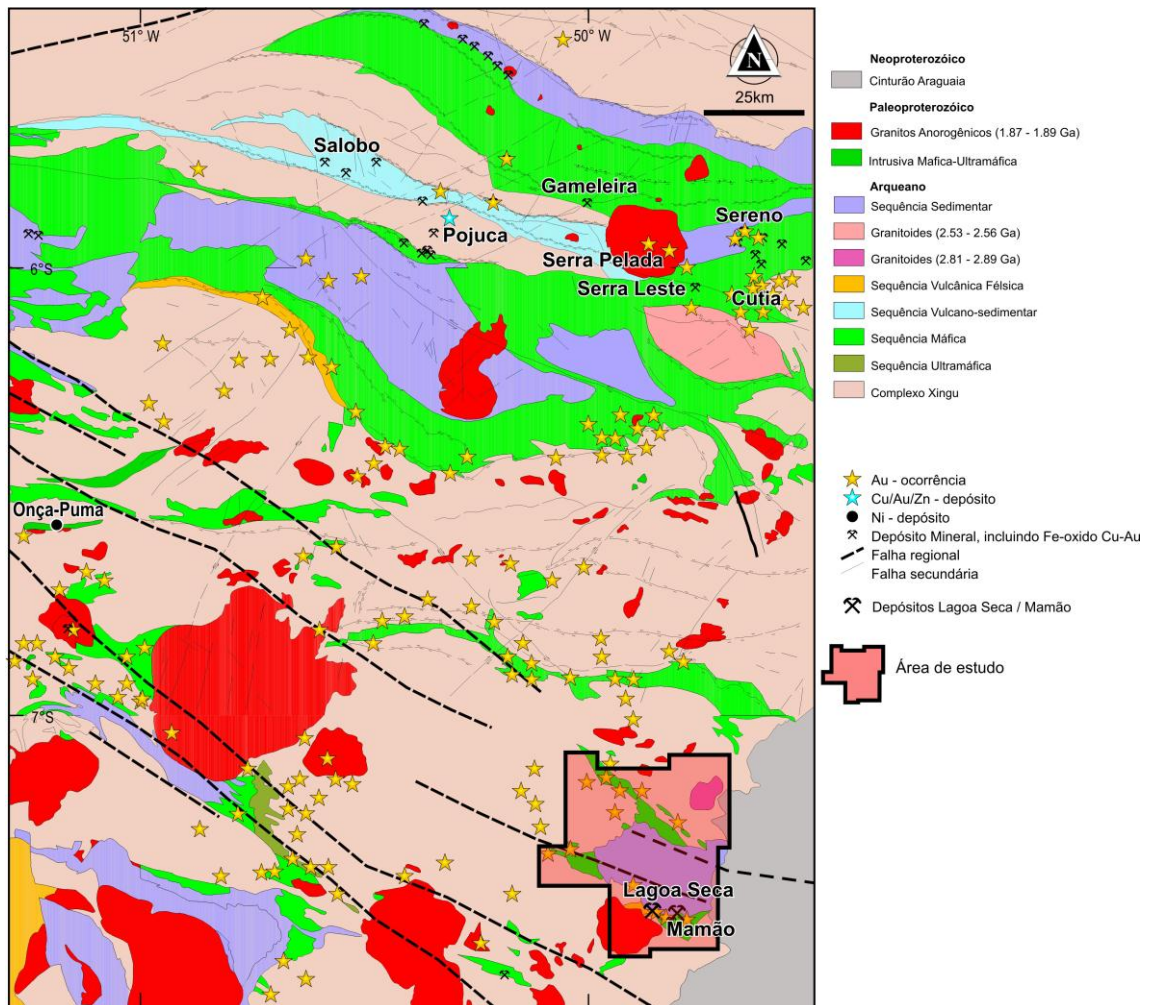 51° W
50° W
N
25km
Salobo
Gameleira
Sereno
Pojuca
Serra Pelada
6°S
Serra Leste
Cutia
Onça-Puma
7°S
Lagoa Seca
Mamão
Neoproterozóico
Cinturão Araguaia
Paleoproterozóico
Granitos Anorogênicos (1.87 - 1.89 Ga)
Intrusiva Mafica-Ultramáfica
Arqueano
Sequência Sedimentar
Granitoides (2.53 - 2.56 Ga)
Granitoides (2.81 - 2.89 Ga)
Sequência Vulcânica Félsica
Sequência Vulcano-sedimentar
Sequência Máfica
Sequência Ultramáfica
Complexo Xingu
Au - ocorrência
Cu/Au/Zn - depósito
Ni - depósito
Depósito Mineral, incluindo Fe-oxido Cu-Au
Falha regional
Falha secundária
Depósitos Lagoa Seca / Mamão
Área de estudo